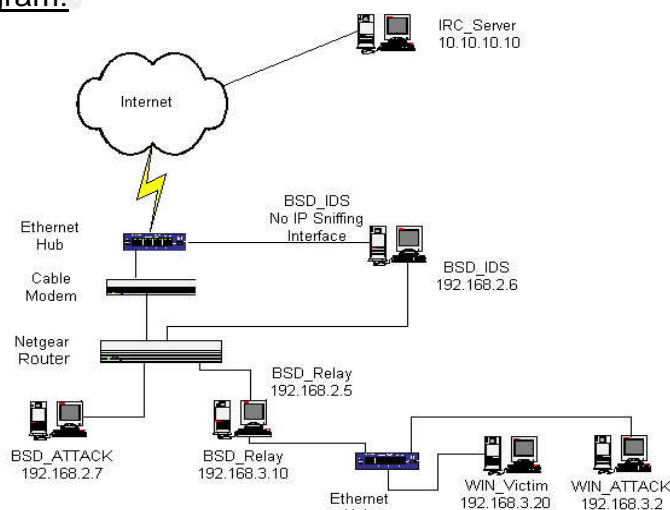 gram:
IRC_Server
10.10.10.10
Internet
BSD_IDS
No IP Sniffing
Interface
Ethernet
Hub
BSD_IDS
192.168.2.6
Cable
Modem
Netgear
Router
BSD_Relay
192.168.2.5
BSD_ATTACK
192.168.2.7
BSD_Relay
192.168.3.10
Ethernet
WIN_Victim
192.168.3.20
WIN_ATTACK
192.168.3.2